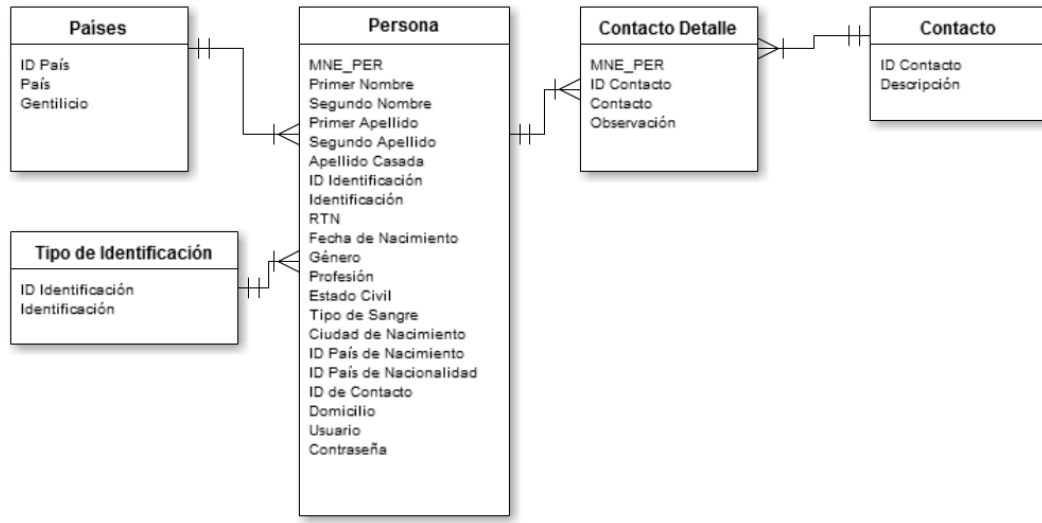 Países
ID País
País
Gentilicio
Tipo de Identificación
ID Identificación
Identificación
Persona
MNE_PER
Primer Nombre
Segundo Nombre
Primer Apellido
Segundo Apellido
Apellido Casada
ID Identificación
Identificación
RTN
Fecha de Nacimiento
Género
Profesión
Estado Civil
Tipo de Sangre
Ciudad de Nacimiento
ID País de Nacimiento
ID País de Nacionalidad
ID de Contacto
Domicilio
Usuario
Contraseña
Contacto Detalle
MNE_PER
ID Contacto
Contacto
Observación
Contacto
ID Contacto
Descripción